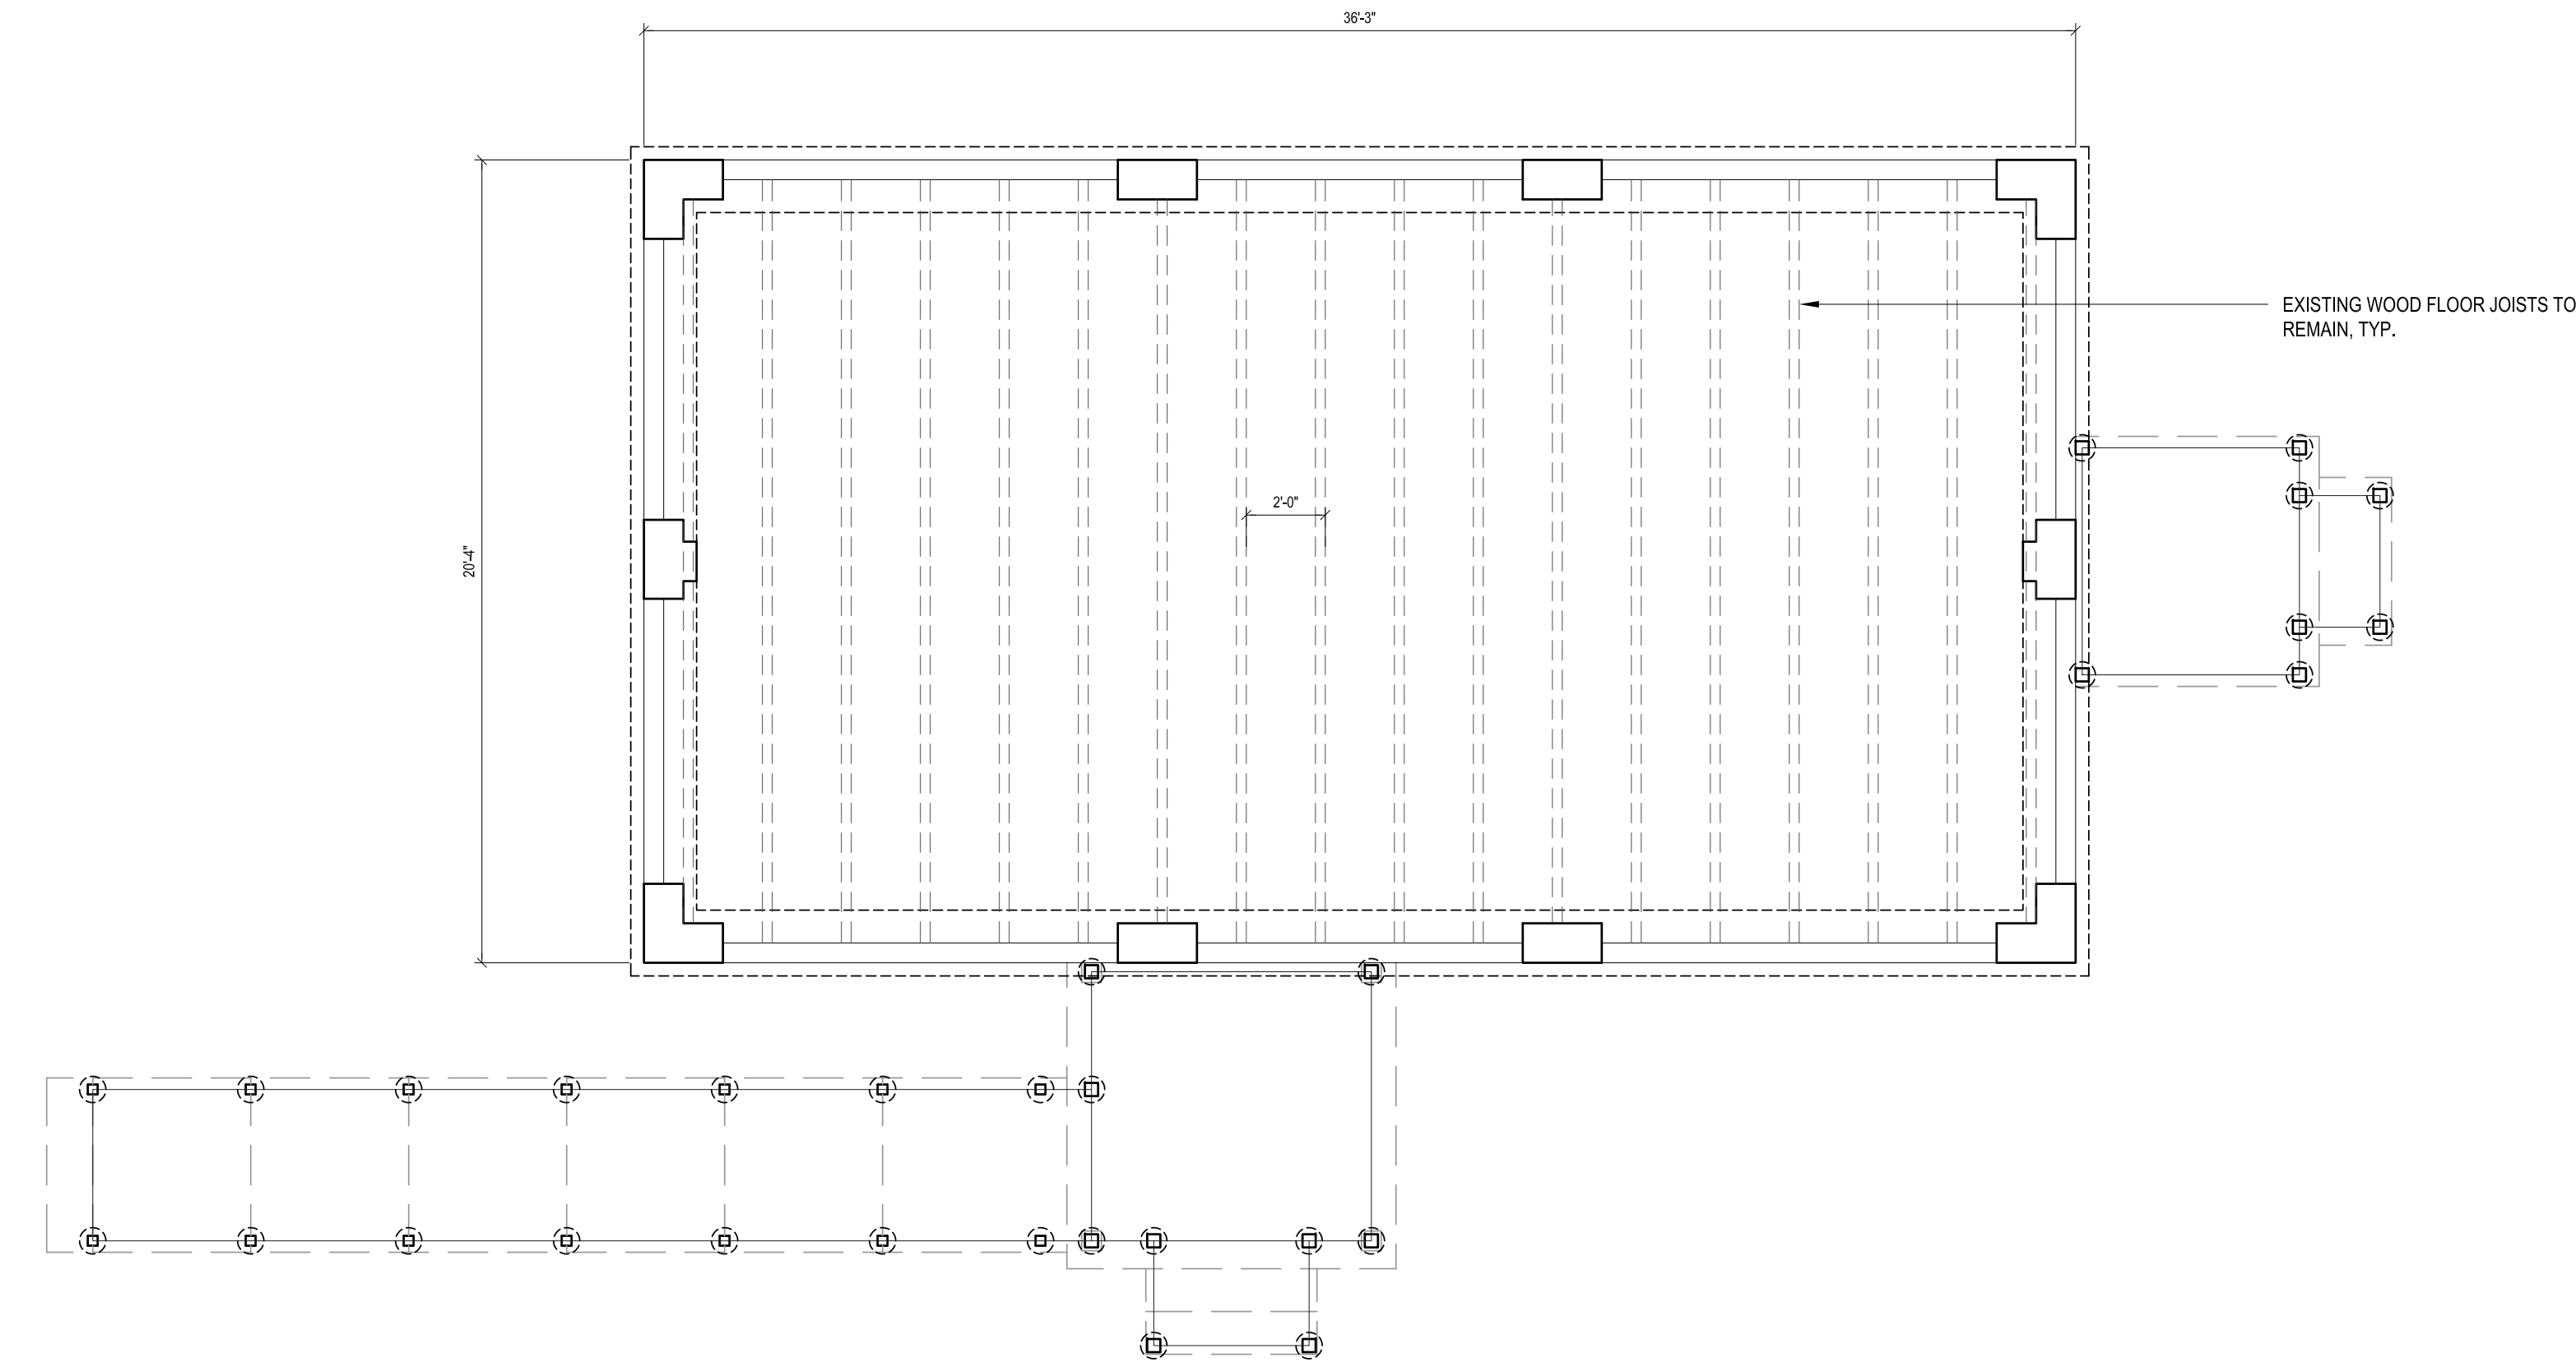 36'-3"
EXISTING WOOD FLOOR JOISTS TO
REMAIN, TYP.
2'-0"
20'-4"